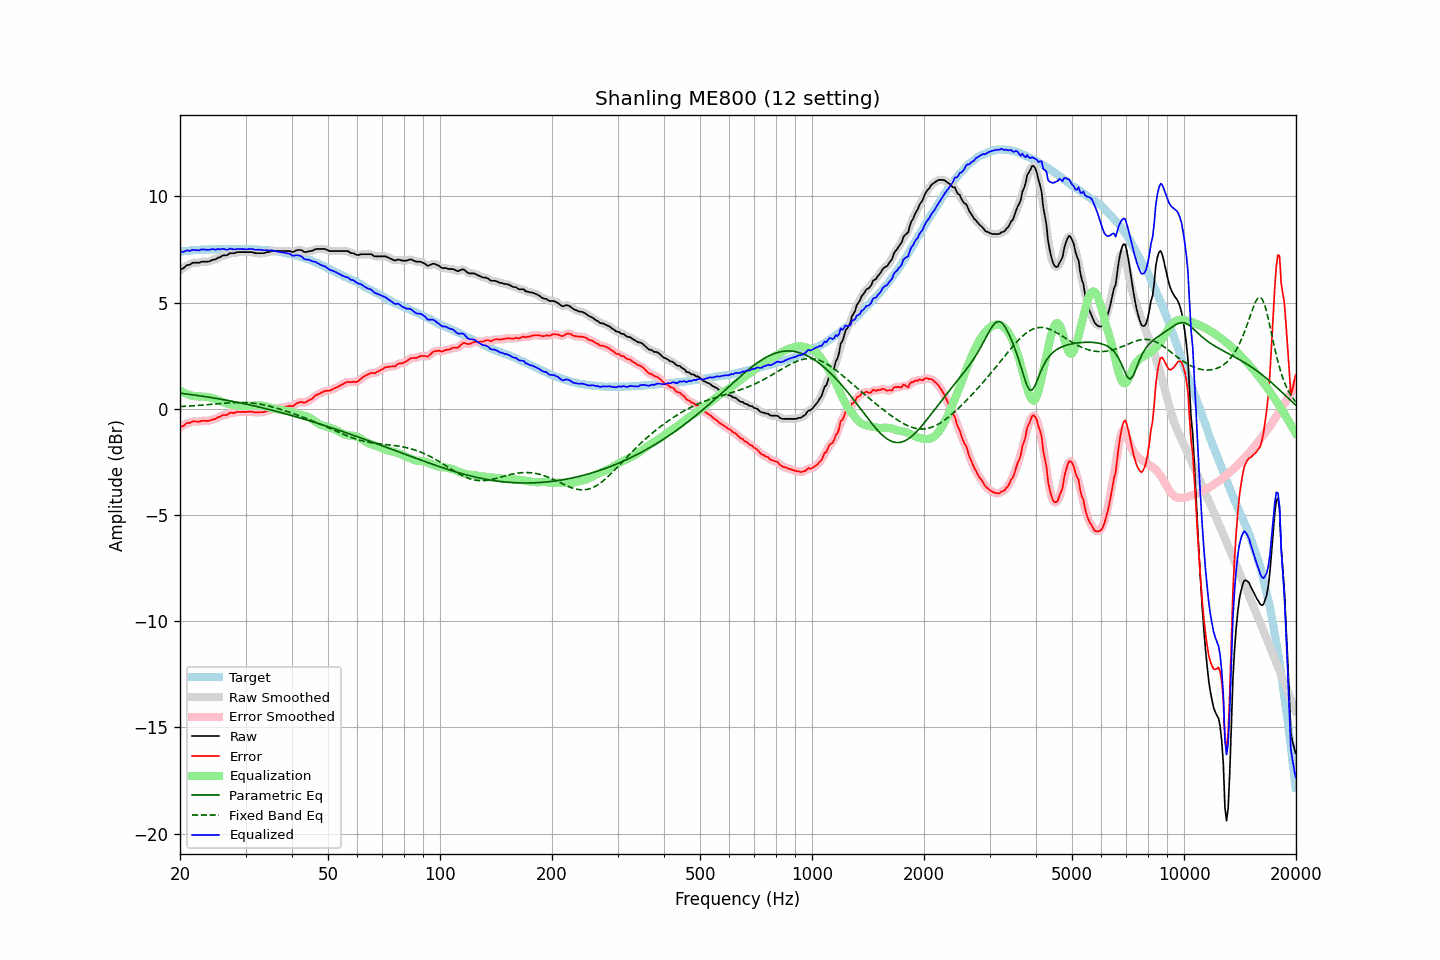 Shanling ME800 (12 setting)
Amplitude (dBr)
10
5
0
−5
−10
−15
−20
Target
Raw Smoothed
Error Smoothed
Raw
Error
Equalization
Parametric Eq
Fixed Band Eq
Equalized
20 50 100 200 500 1000 2000 5000 10000 20000
Frequency (Hz)